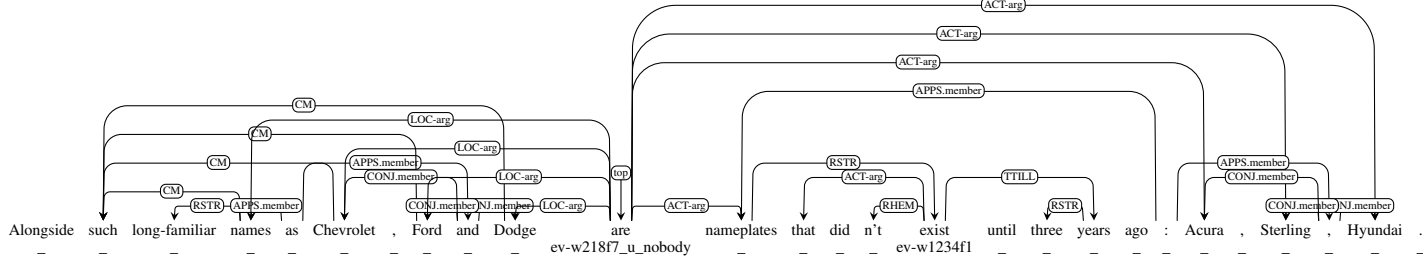 ACT-arg
ACT-arg
ACT-arg
APPS.member
CM
LOC-arg
CM
LOC-arg
CM APPS.member RSTR APPS.member
top
CONJ.member LOC-arg ACT-arg TTILL CONJ.member
CM
RSTR APPS.member CONJ.member NJ.member LOC-arg ACT-arg RHEM RSTR CONJ.member NJ.member
Alongside such long-familiar names as Chevrolet , Ford and Dodge are nameplates that did n't exist until three years ago : Acura , Sterling , Hyundai .
_ _ _ _ _ _ _ _ _ _ ev-w218f7_u_nobody _ _ _ _ ev-w1234f1 _ _ _ _ _ _ _ _ _ _ _